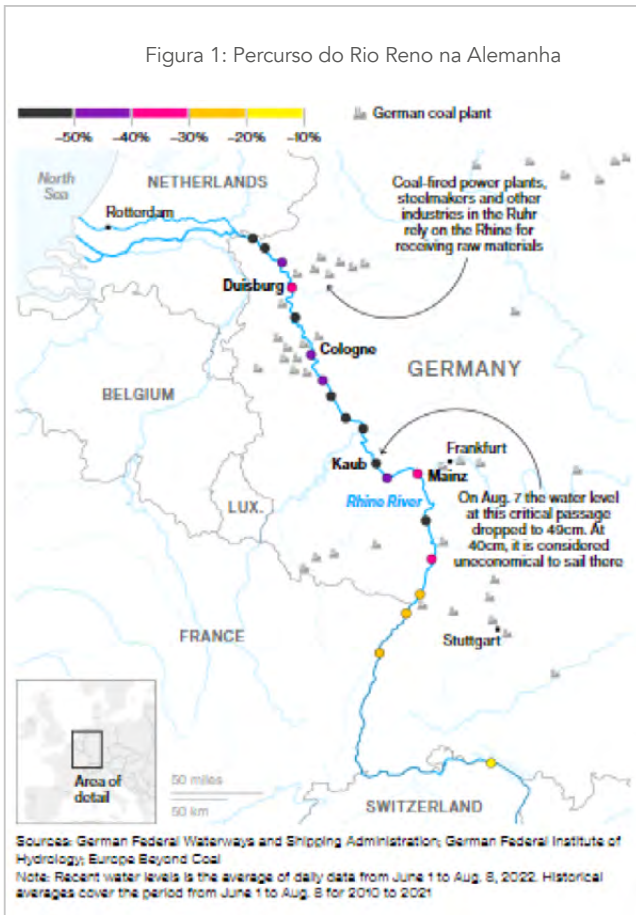 Figura 1: Percurso do Rio Reno na Alemanha
-50% -40% -30% -20% -10%
German coal plant
North
Sea
NETHERLANDS
Rotterdam
Coal-fired power plants,
steelmakers and other
industries in the Ruhr
rely on the Rhine for
receiving raw materials
Duisburg
Cologne
GERMANY
BELGIUM
Kaub
Frankfurt
Mainz
LUX.
Rhine River
On Aug. 7 the water level
at this critical passage
dropped to 49cm. At
40cm, it is considered
uneconomical to sail there
FRANCE
Stuttgart
Area of
detail
50 miles
50 km
SWITZERLAND
Sources: German Federal Waterways and Shipping Administration; German Federal Institute of
Hydrology; Europe Beyond Coal
Note: Recent water levels is the average of daily data from June 1 to Aug. 8, 2022. Historical
averages cover the period from June 1 to Aug. 8 for 2010 to 2021